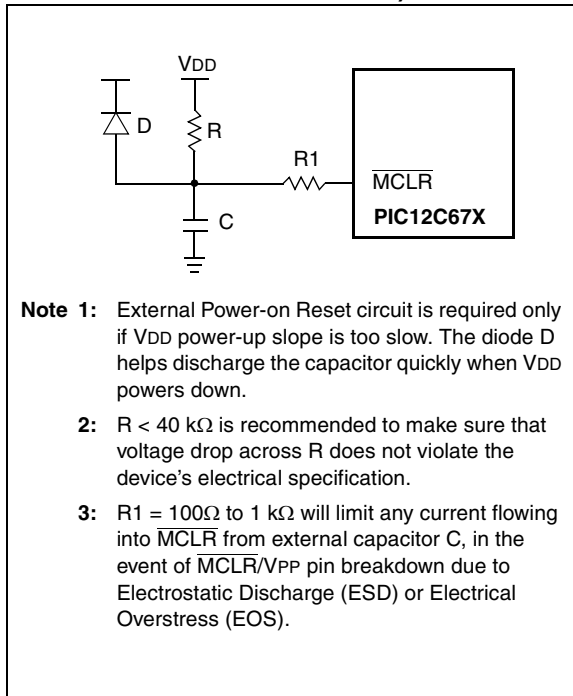 VDD
D
R
R1
C
MCLR
PIC12C67X
Note 1: External Power-on Reset circuit is required only
if VDD power-up slope is too slow. The diode D
helps discharge the capacitor quickly when VDD
powers down.
2: R < 40 kΩ is recommended to make sure that
voltage drop across R does not violate the
device's electrical specification.
3: R1 = 100Ω to 1 kΩ will limit any current flowing
into MCLR from external capacitor C, in the
event of MCLR/VPP pin breakdown due to
Electrostatic Discharge (ESD) or Electrical
Overstress (EOS).